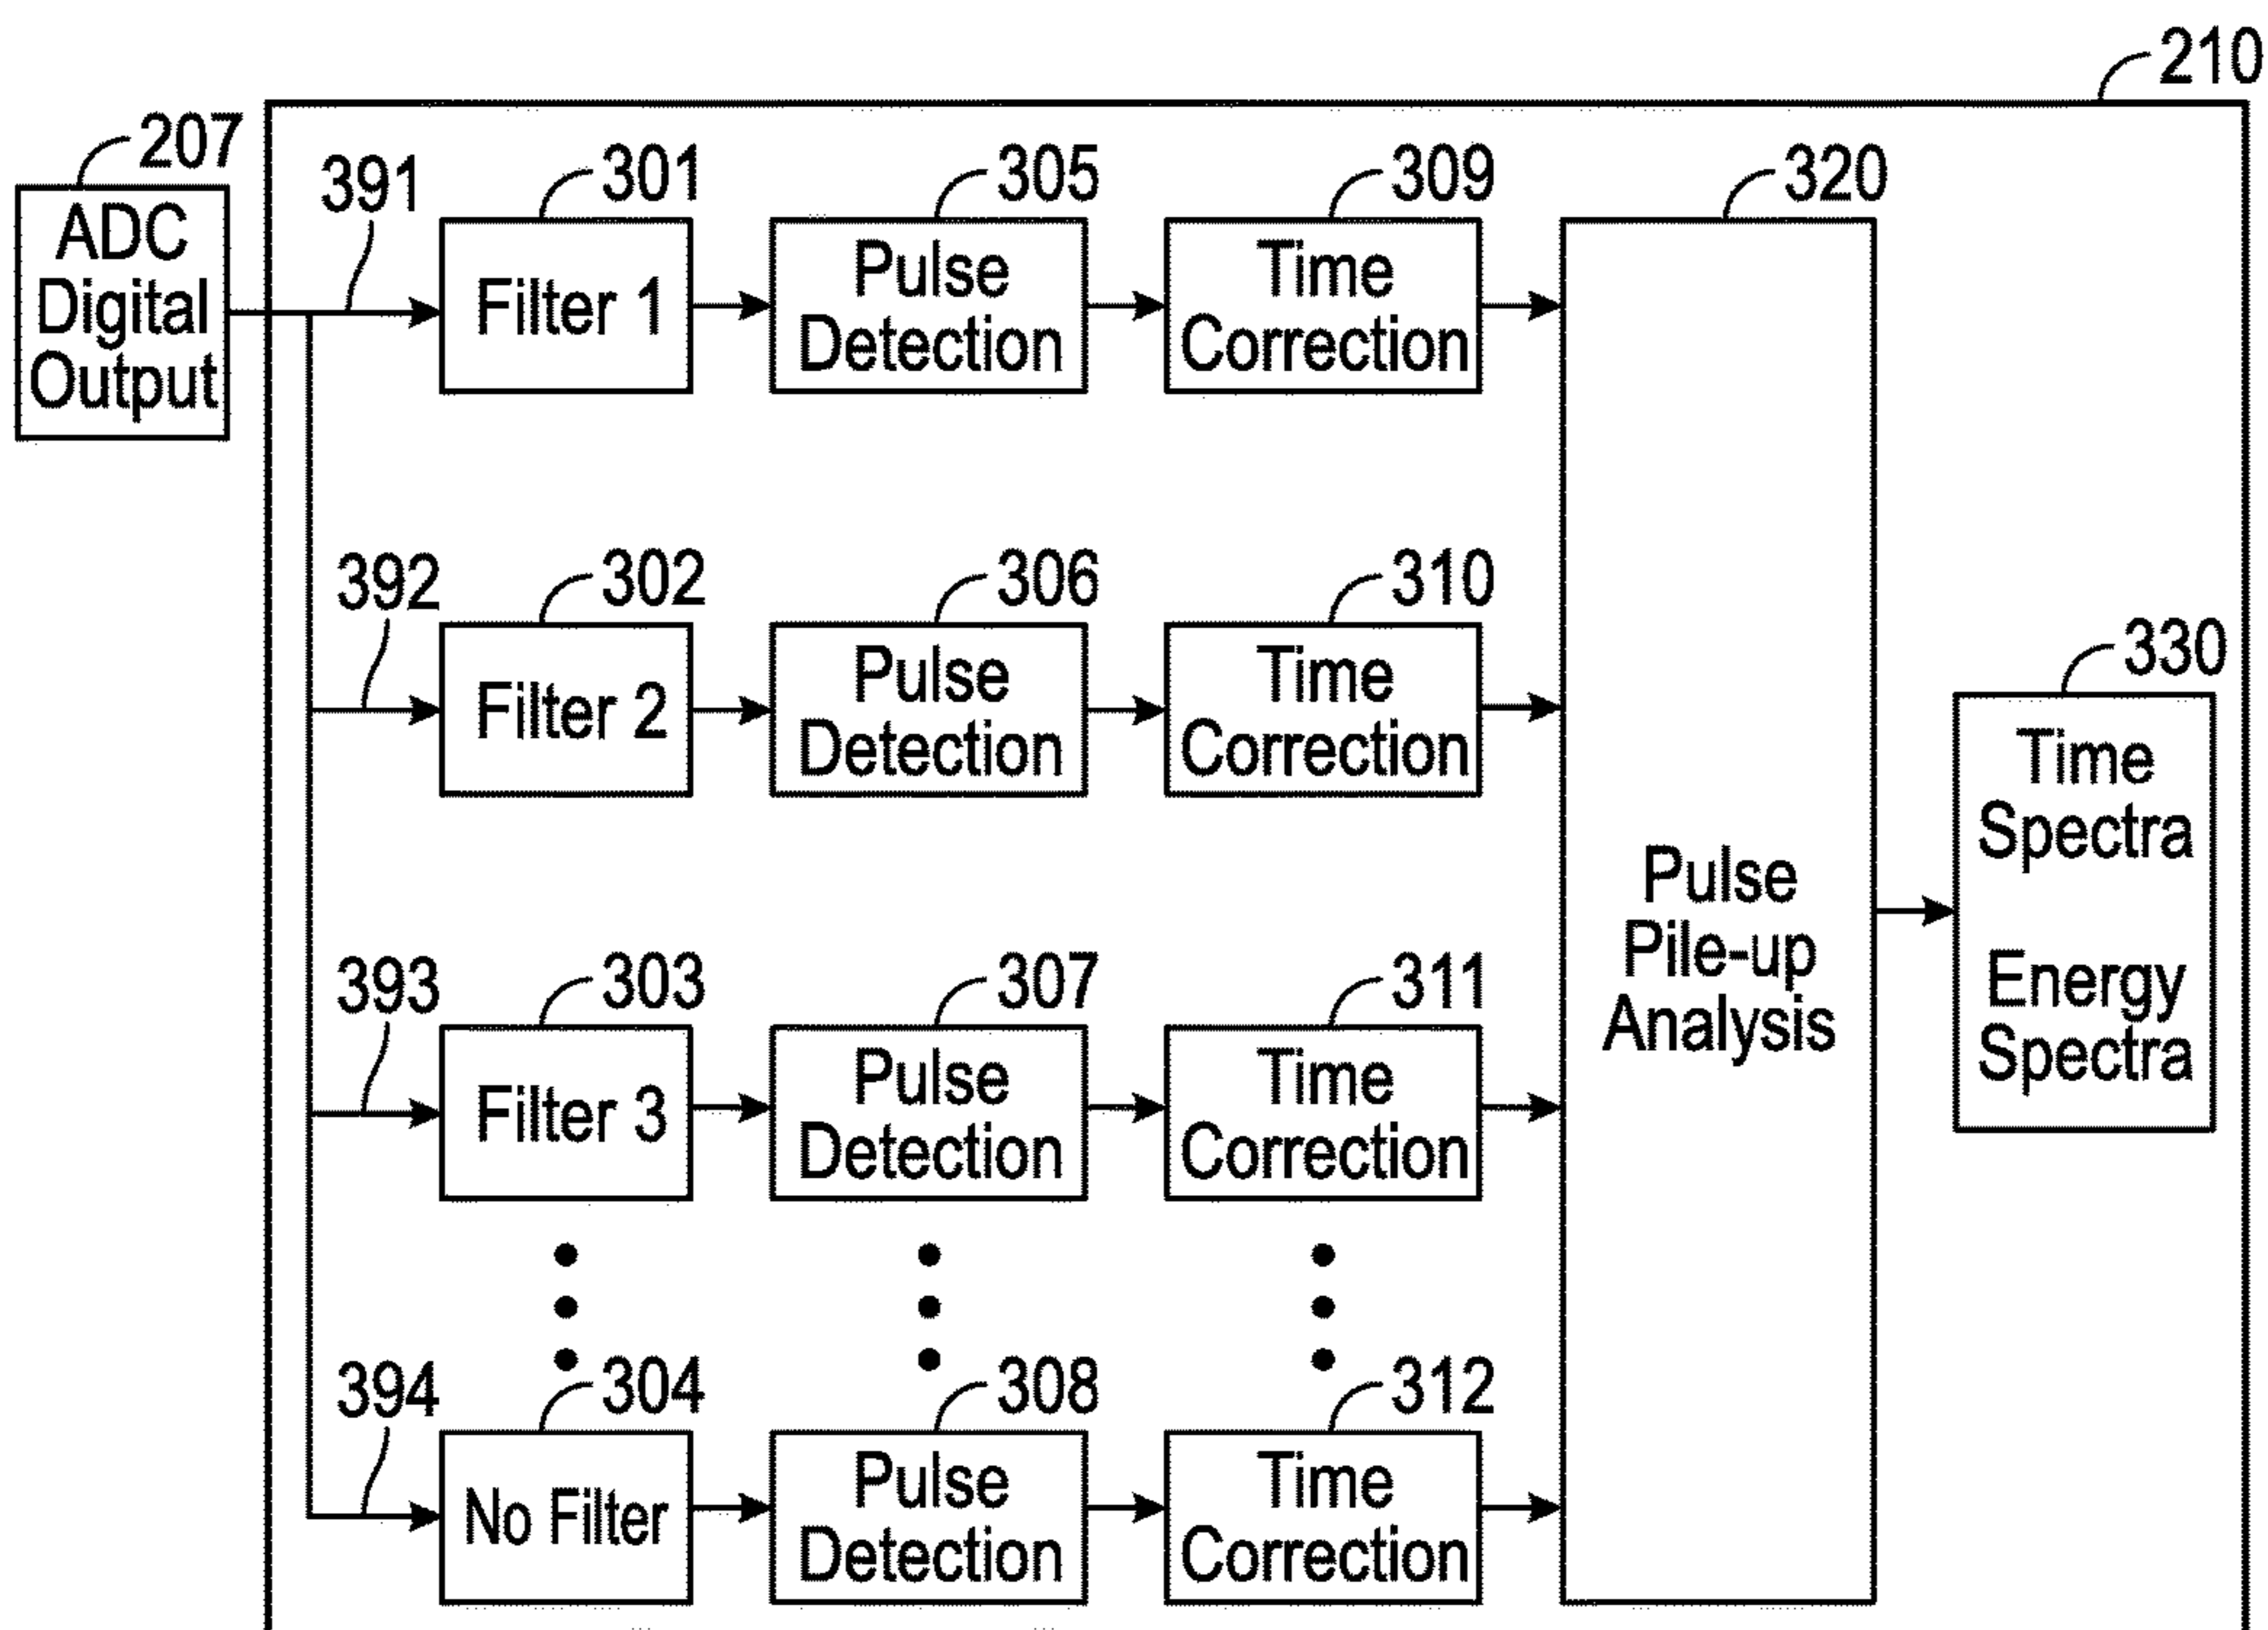 210
207
ADC
Digital
Output
391
301
Filter 1
305
Pulse
Detection
309
Time
Correction
320
Pulse
Pile-up
Analysis
392
302
Filter 2
306
Pulse
Detection
310
Time
Correction
330
Time
Spectra
Energy
Spectra
393
303
Filter 3
307
Pulse
Detection
311
Time
Correction
394
304
No Filter
308
Pulse
Detection
312
Time
Correction